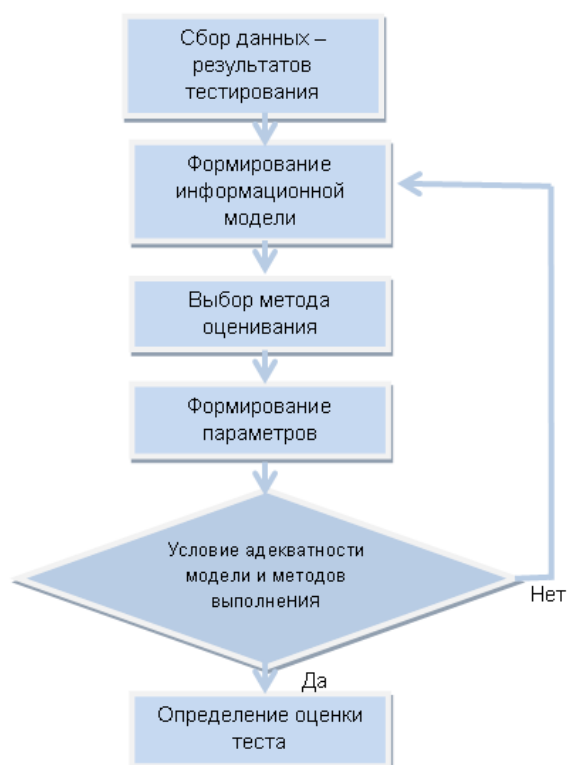 Сбор данных –
результатов
тестирования
Формирование
информационной
модели
Выбор метода
оценивания
Формирование
параметров
Условие адекватности
модели и методов
выполнения
Нет
Да
Определение оценки
теста